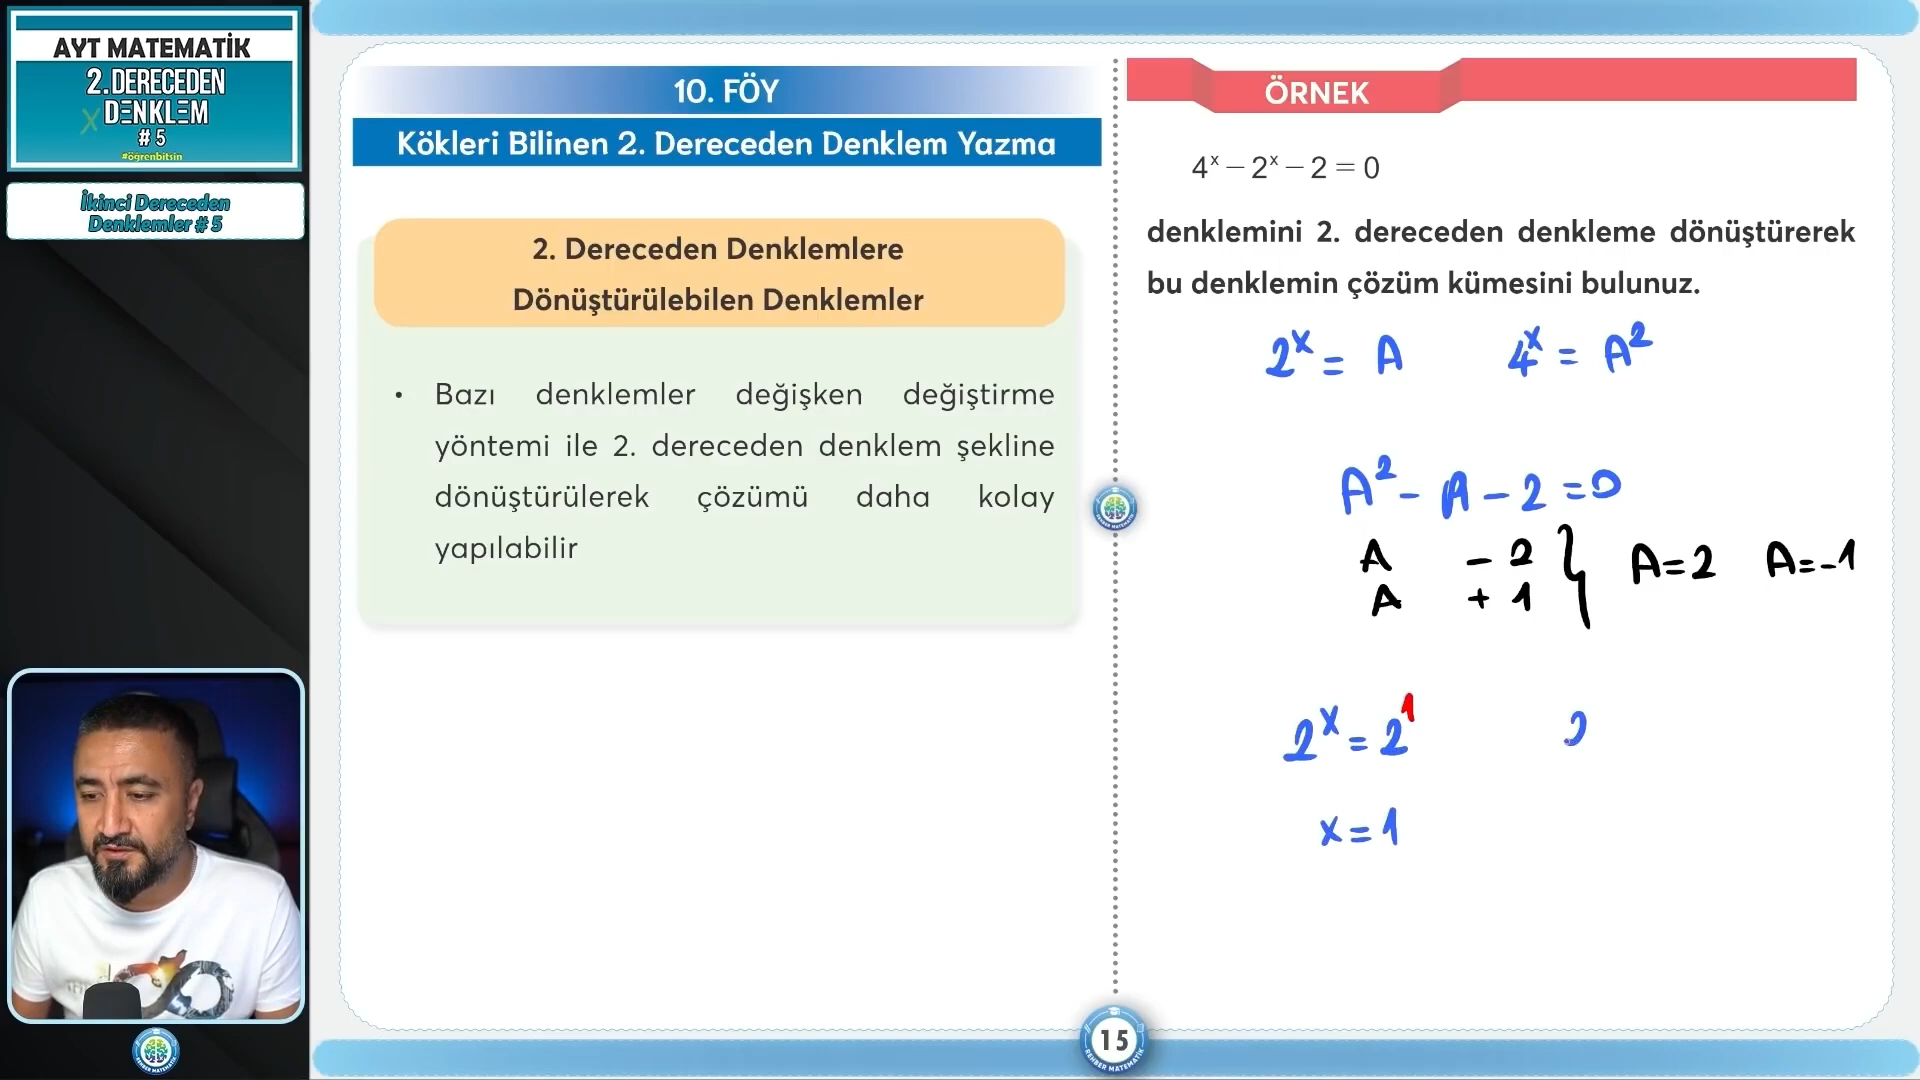 AYT MATEMATİK
2.DERECEDEN
DENKLEM
# 5
#öğrenbitsin
İkinci Dereceden
Denklemler # 5
10. FÖY
Kökleri Bilinen 2. Dereceden Denklem Yazma
2. Dereceden Denklemlere
Dönüştürülebilen Denklemler
• Bazı denklemler değişken değiştirme
yöntemi ile 2. dereceden denklem şekline
dönüştürülerek çözümü daha kolay
yapılabilir
ÖRNEK
4ˣ − 2ˣ − 2 = 0
denklemini 2. dereceden denkleme dönüştürerek
bu denklemin çözüm kümesini bulunuz.
2ˣ = A 4ˣ = A²
A² - A - 2 = 0
A - 2 } A=2 A=-1
A + 1
2ˣ = 2¹
x = 1
15
REHBER MATEMATİK